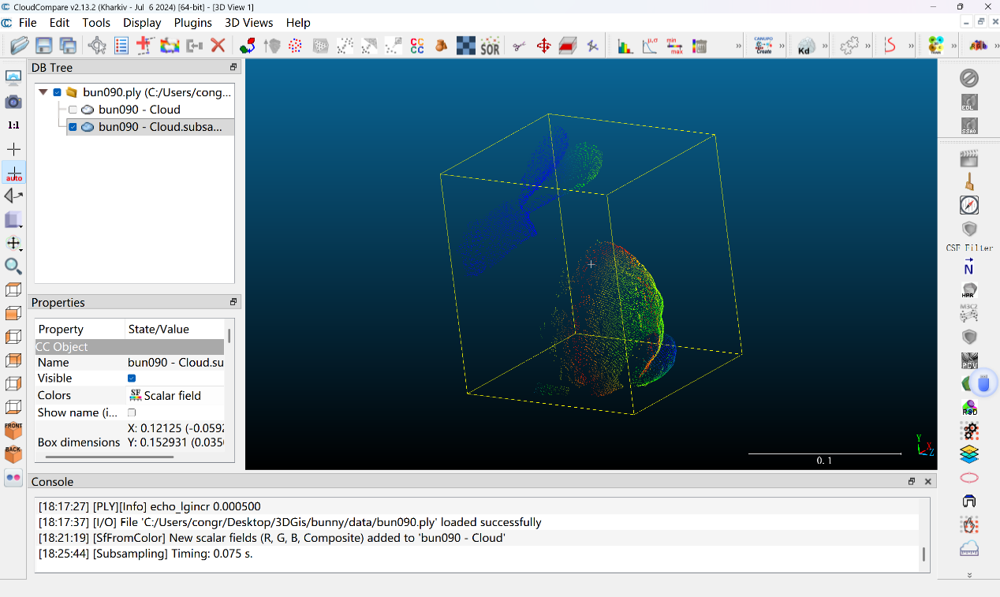 CloudCompare v2.13.2 (Kharkiv - Jul 6 2024) [64-bit] - [3D View 1]
File Edit Tools Display Plugins 3D Views Help
SOR
μ,σ
min max
CANUPO Create
Kd
DB Tree
bun090.ply (C:/Users/cong...
bun090 - Cloud
bun090 - Cloud.subsa...
1:1
auto
FRONT
BACK
Properties
Property State/Value
CC Object
Name bun090 - Cloud.su
Visible
Colors SF Scalar field
Show name (i...
Box dimensions X: 0.12125 (-0.059
Y: 0.152931 (0.035
0.1
Y
X
Z
EDL
SSAO
CSF Filter
N
HPR
M3C2
PCV
RSD
Console
[18:17:27] [PLY][Info] echo_lgincr 0.000500
[18:17:37] [I/O] File 'C:/Users/congr/Desktop/3DGis/bunny/data/bun090.ply' loaded successfully
[18:21:19] [SfFromColor] New scalar fields (R, G, B, Composite) added to 'bun090 - Cloud'
[18:25:44] [Subsampling] Timing: 0.075 s.